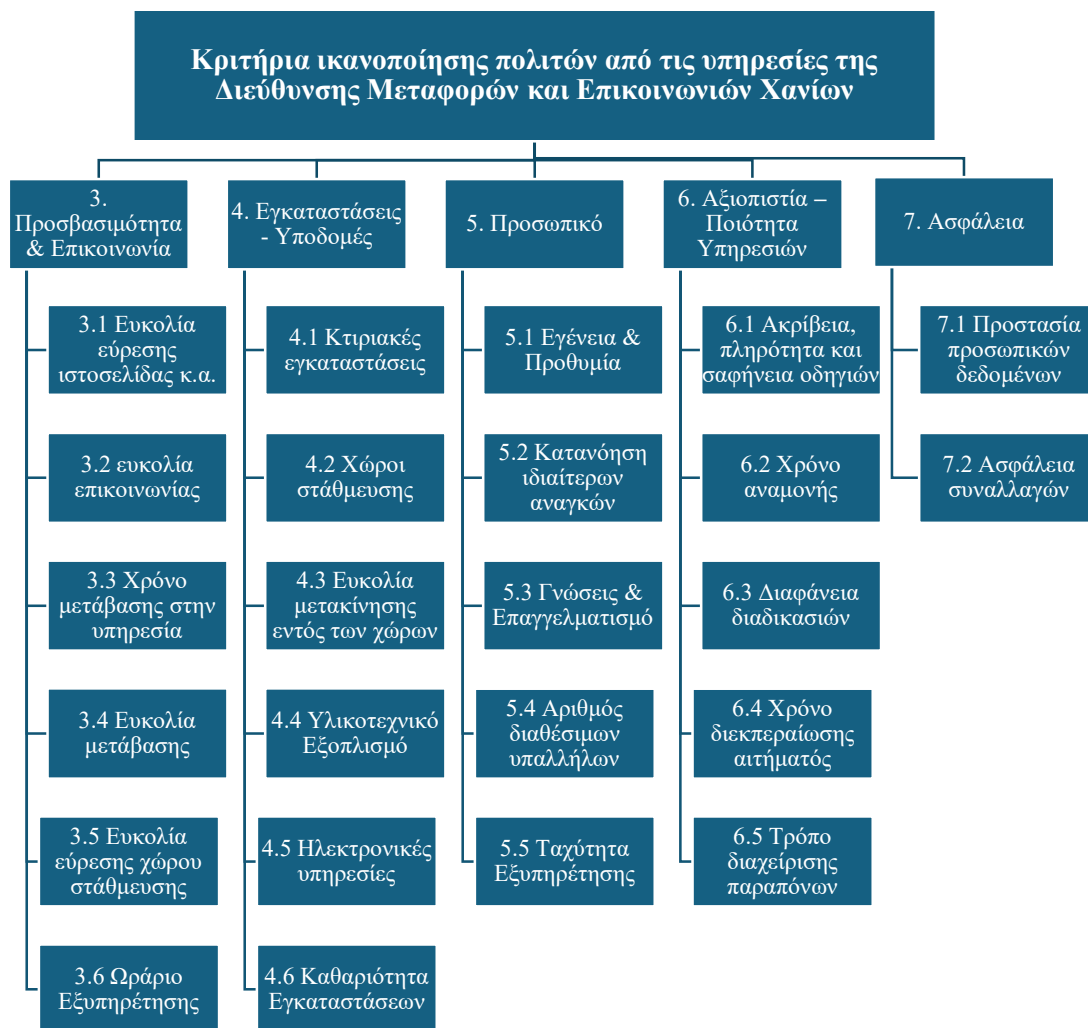 Κριτήρια ικανοποίησης πολιτών από τις υπηρεσίες της
Διεύθυνσης Μεταφορών και Επικοινωνιών Χανίων
3.
Προσβασιμότητα
& Επικοινωνία
3.1 Ευκολία
εύρεσης
ιστοσελίδας κ.α.
3.2 ευκολία
επικοινωνίας
3.3 Χρόνο
μετάβασης στην
υπηρεσία
3.4 Ευκολία
μετάβασης
3.5 Ευκολία
εύρεσης χώρου
στάθμευσης
3.6 Ωράριο
Εξυπηρέτησης
4. Εγκαταστάσεις
- Υποδομές
4.1 Κτιριακές
εγκαταστάσεις
4.2 Χώροι
στάθμευσης
4.3 Ευκολία
μετακίνησης
εντός των χώρων
4.4 Υλικοτεχνικό
Εξοπλισμό
4.5 Ηλεκτρονικές
υπηρεσίες
4.6 Καθαριότητα
Εγκαταστάσεων
5. Προσωπικό
5.1 Εγένεια &
Προθυμία
5.2 Κατανόηση
ιδιαίτερων
αναγκών
5.3 Γνώσεις &
Επαγγελματισμό
5.4 Αριθμός
διαθέσιμων
υπαλλήλων
5.5 Ταχύτητα
Εξυπηρέτησης
6. Αξιοπιστία –
Ποιότητα
Υπηρεσιών
6.1 Ακρίβεια,
πληρότητα και
σαφήνεια οδηγιών
6.2 Χρόνο
αναμονής
6.3 Διαφάνεια
διαδικασιών
6.4 Χρόνο
διεκπεραίωσης
αιτήματός
6.5 Τρόπο
διαχείρισης
παραπόνων
7. Ασφάλεια
7.1 Προστασία
προσωπικών
δεδομένων
7.2 Ασφάλεια
συναλλαγών